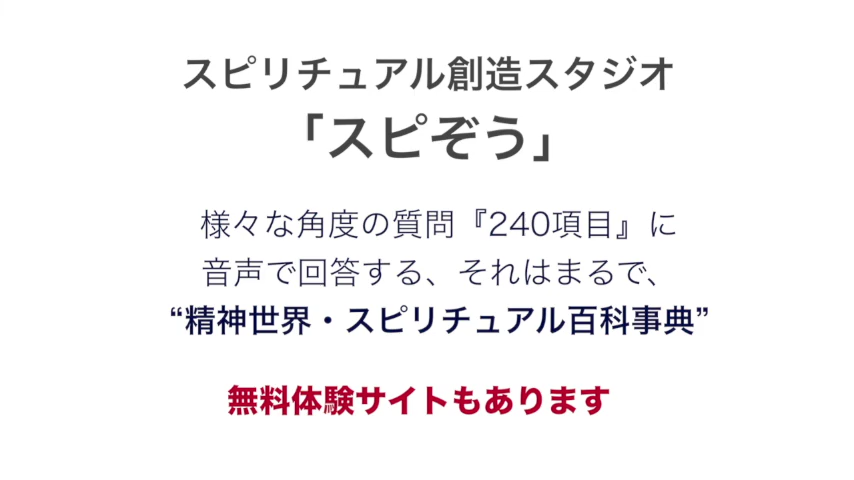 スピリチュアル創造スタジオ
「スピぞう」
様々な角度の質問『240項目』に
音声で回答する、それはまるで、
“精神世界・スピリチュアル百科事典”
無料体験サイトもあります